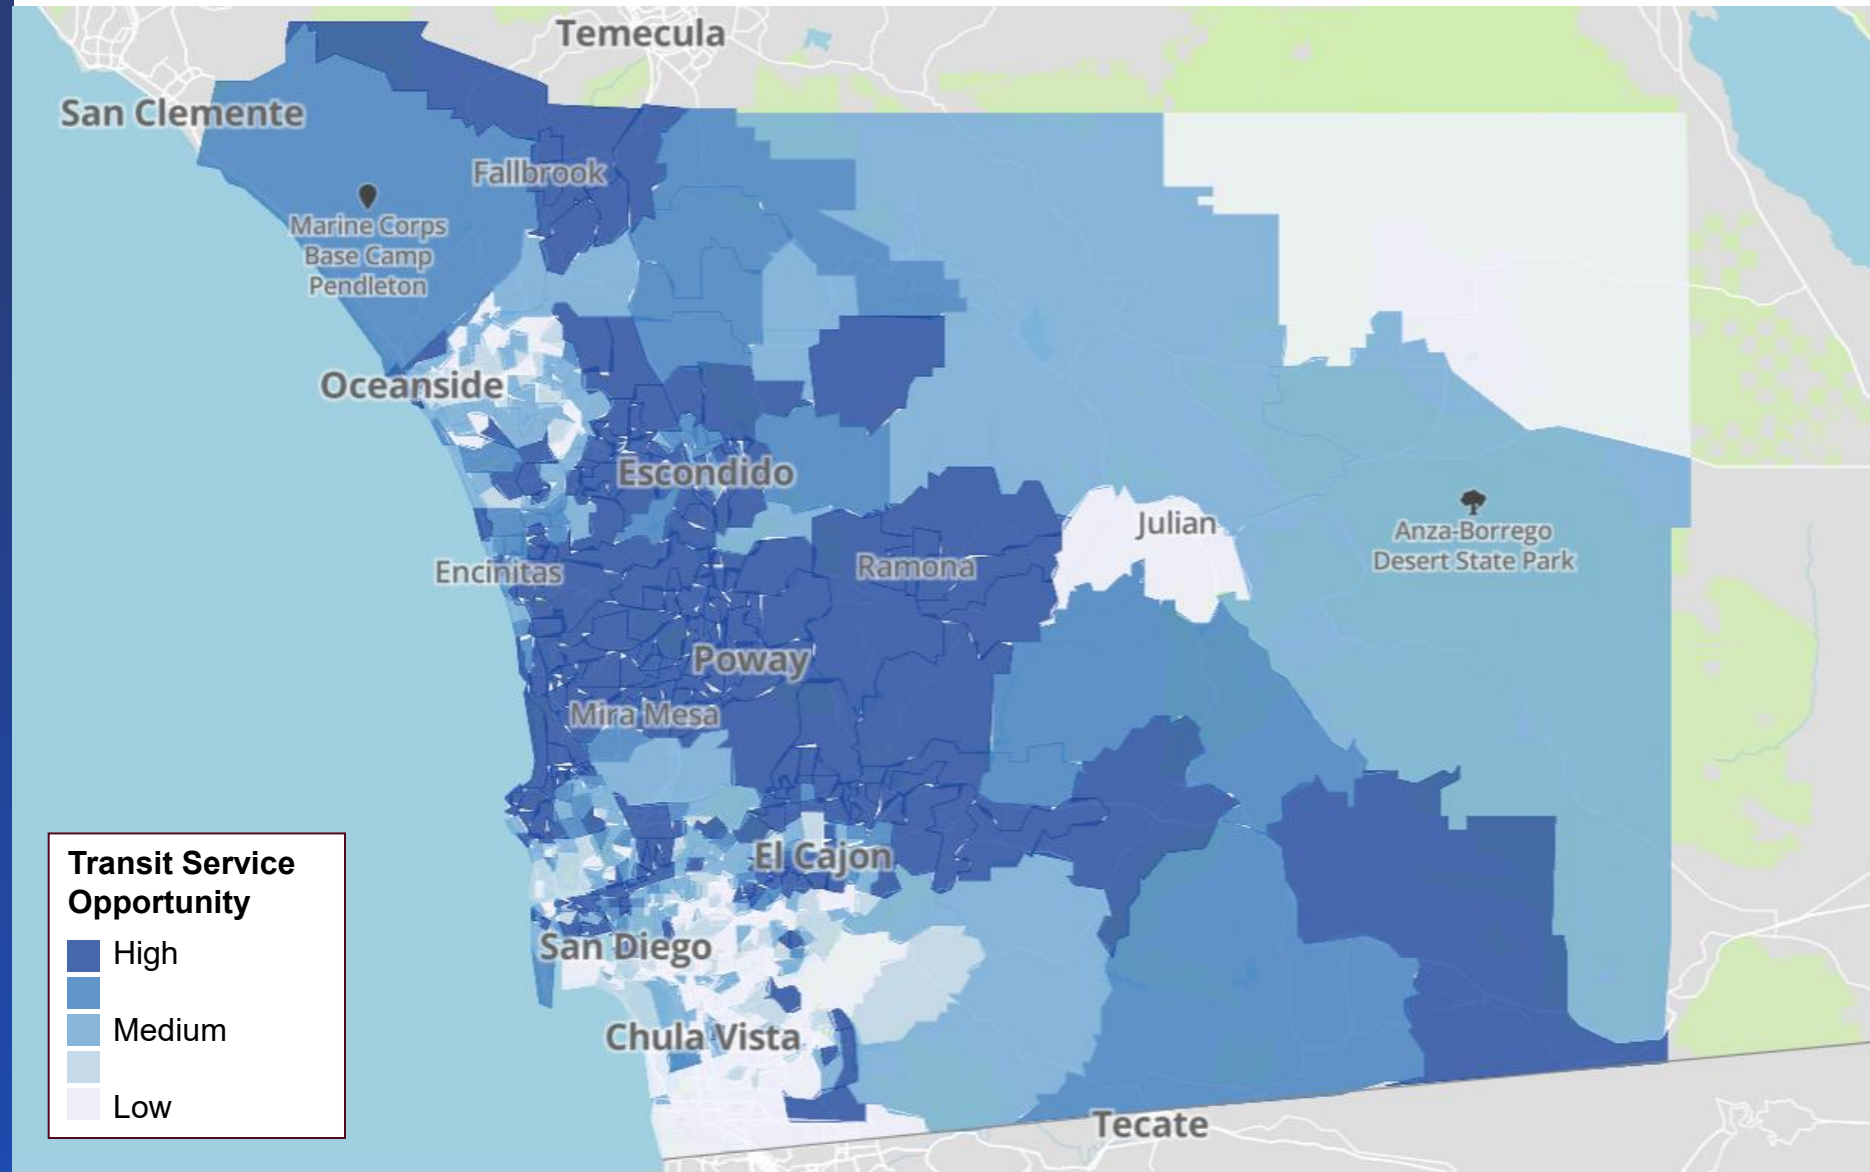 Temecula
San Clemente
Fallbrook
Marine Corps
Base Camp
Pendleton
Oceanside
Escondido
Julian
Anza-Borrego
Desert State Park
Encinitas
Ramona
Poway
Mira Mesa
El Cajon
San Diego
Chula Vista
Tecate
Transit Service
Opportunity
High
Medium
Low